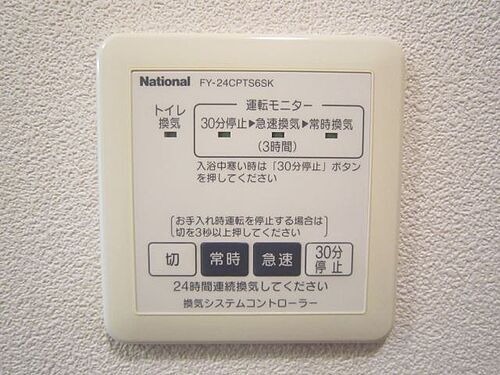 National FY-24CPTS6SK
トイレ
換気
運転モニター
30分停止▶急速換気▶常時換気
(3時間)
入浴中寒い時は「30分停止」ボタン
を押してください
お手入れ時運転を停止する場合は
切を3秒以上押してください
切 常時 急速 30分
停止
24時間連続換気してください
換気システムコントローラー